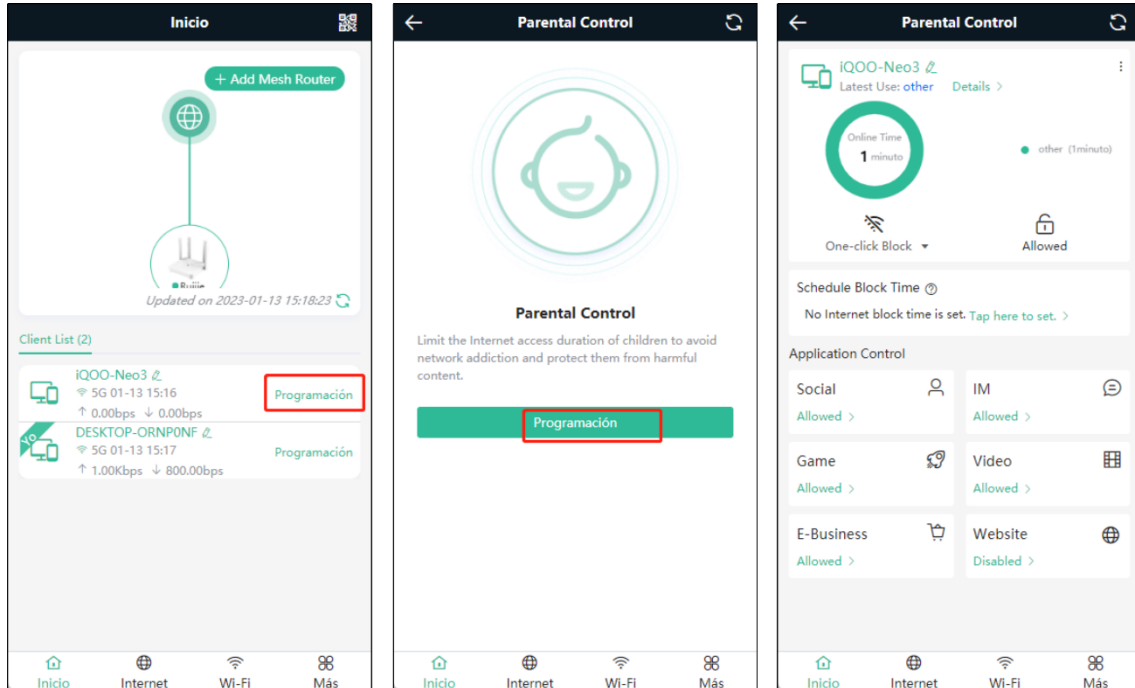 Inicio
+ Add Mesh Router
Ruijie
Updated on 2023-01-13 15:18:23
Client List (2)
iQOO-Neo3
5G 01-13 15:16
Programación
↑ 0.00bps ↓ 0.00bps
YO
DESKTOP-ORNP0NF
5G 01-13 15:17
Programación
↑ 1.00Kbps ↓ 800.00bps
Inicio
Internet
Wi-Fi
Más
Parental Control
Parental Control
Limit the Internet access duration of children to avoid
network addiction and protect them from harmful
content.
Programación
Inicio
Internet
Wi-Fi
Más
Parental Control
iQOO-Neo3
Latest Use: other Details >
Online Time
1 minuto
other (1minuto)
One-click Block
Allowed
Schedule Block Time
No Internet block time is set. Tap here to set. >
Application Control
Social
Allowed >
IM
Allowed >
Game
Allowed >
Video
Allowed >
E-Business
Allowed >
Website
Disabled >
Inicio
Internet
Wi-Fi
Más